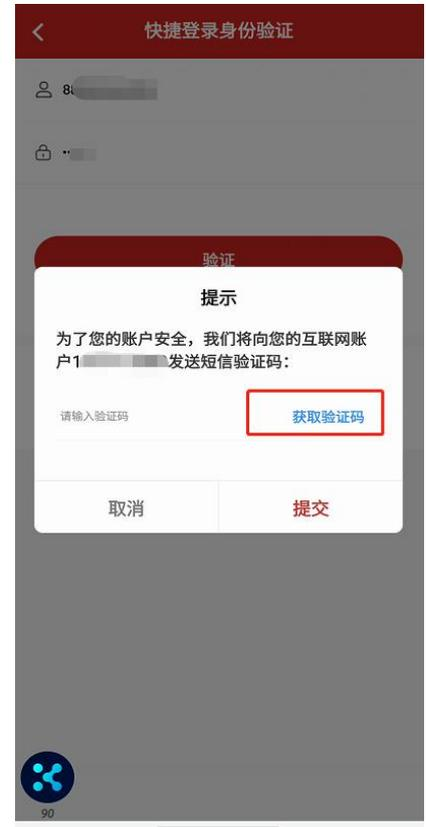 快捷登录身份验证
8
验证
提示
为了您的账户安全，我们将向您的互联网账
户1发送短信验证码：
请输入验证码
获取验证码
取消
提交
90